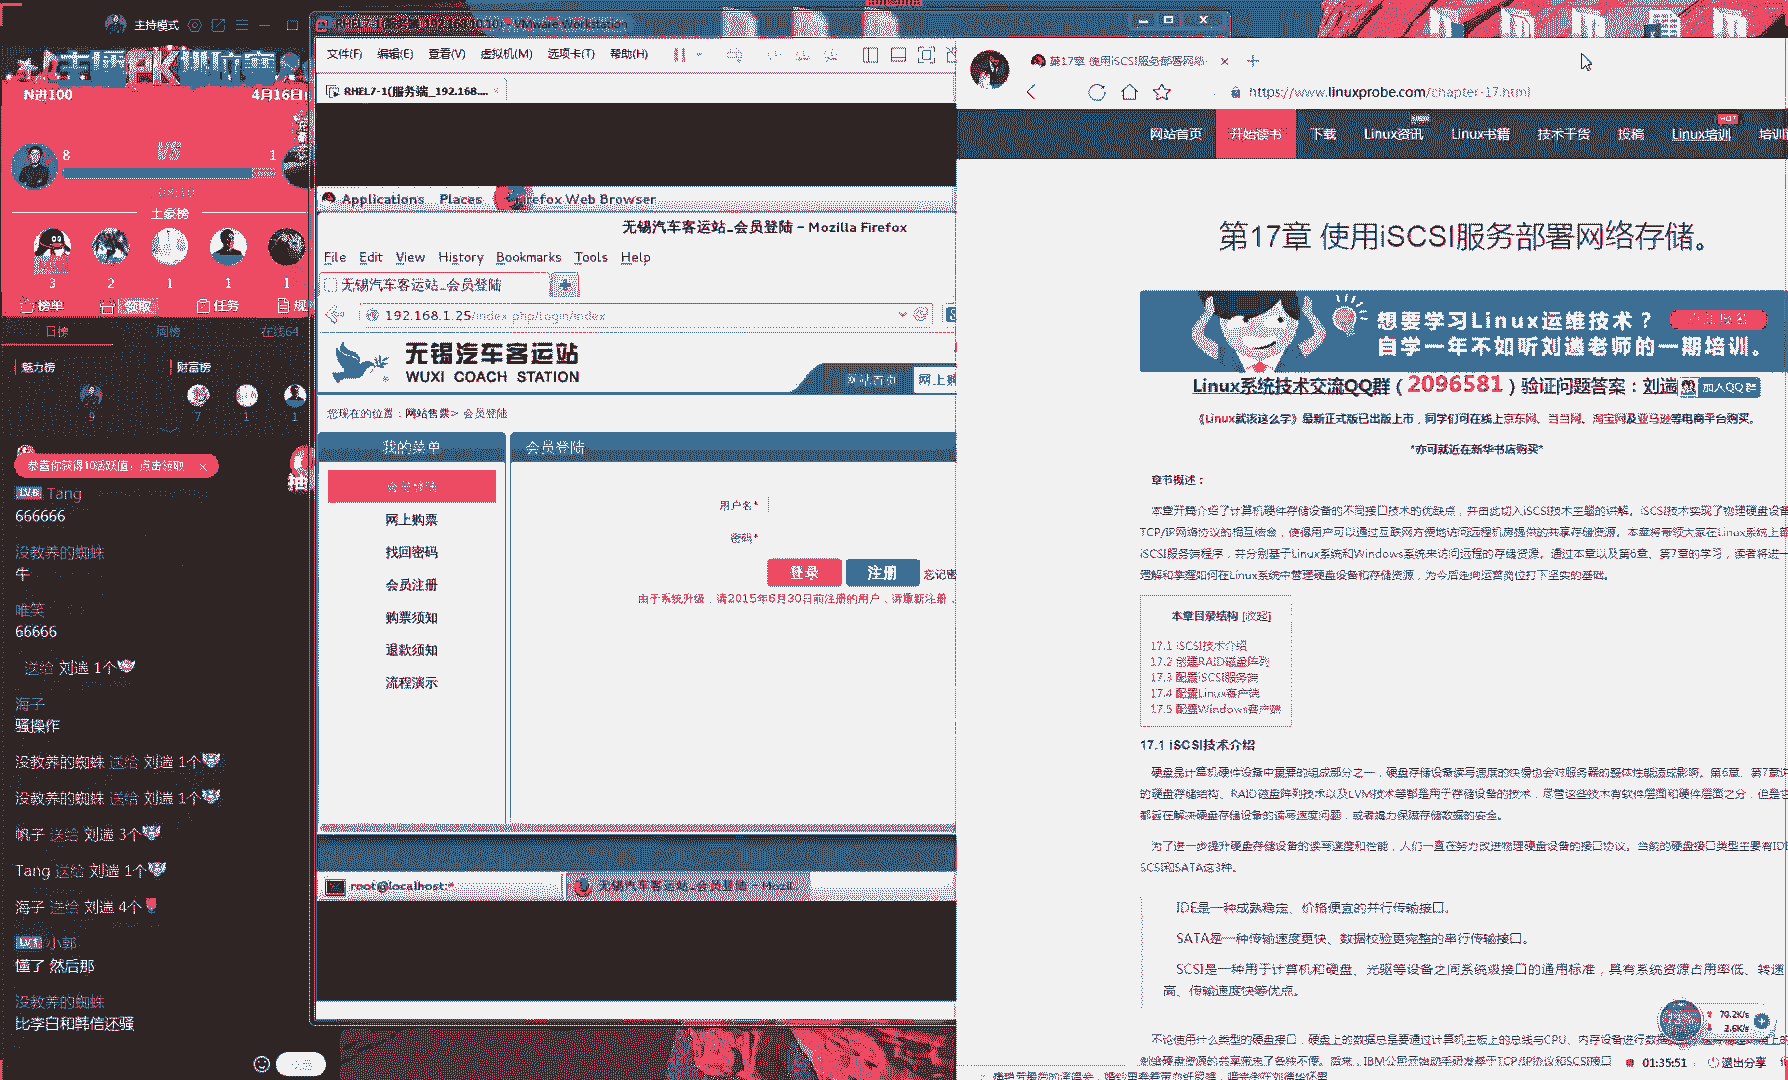 主持模式
N进100
4月16日
8
VS
1
土豪榜
3
2
1
1
1
榜单
领取
任务
日榜
周榜
在线64
魅力榜
财富榜
9
7
1
1
恭喜你获得10活跃值，点击领取
LV.6 Tang
666666
没教养的蜘蛛
牛
唯笑
66666
送给 刘遄 1个
海子
骚操作
没教养的蜘蛛 送给 刘遄 1个
没教养的蜘蛛 送给 刘遄 1个
帆子 送给 刘遄 3个
Tang 送给 刘遄 1个
海子 送给 刘遄 4个
LV.1 小郭
懂了 然后那
没教养的蜘蛛
比李白和韩信还骚
文件(F) 编辑(E) 查看(V) 虚拟机(M) 选项卡(T) 帮助(H)
RHEL7-1(服务端_192.168....
Applications Places Firefox Web Browser
无锡汽车客运站_会员登陆 - Mozilla Firefox
File Edit View History Bookmarks Tools Help
无锡汽车客运站_会员登陆
192.168.1.25/index.php/login/index
无锡汽车客运站
WUXI COACH STATION
网站首页
您现在的位置：网站售票> 会员登陆
我的菜单
会员登陆
会员登陆
网上购票
找回密码
会员注册
购票须知
退款须知
流程演示
用户名*
密码*
登录
注册
由于系统升级，请2015年6月30日前注册的用户，请重新注册，
root@localhost:~
无锡汽车客运站_会员登陆 - Mozil
第17章 使用iSCSI服务部署网络
https://www.linuxprobe.com/chapter-17.html
网站首页 开始读书 下载 Linux资讯 Linux书籍 技术干货 投稿 Linux培训
HOT
第17章 使用iSCSI服务部署网络存储。
想要学习Linux运维技术？
自学一年不如听刘遄老师的一期培训。
Linux系统技术交流QQ群（2096581）验证问题答案：刘遄 加入QQ群
《Linux就该这么学》最新正式版已出版上市，同学们可在线上京东网、当当网、淘宝网及亚马逊等电商平台购买。
*亦可就近在新华书店购买*
章节概述：
本章开篇介绍了计算机硬件存储设备的不同接口技术的优缺点，并由此切入iSCSI技术主题的讲解。iSCSI技术实现了物理硬盘设备
TCP/IP网络协议的相互结合，使得用户可以通过互联网方便地访问远程机房提供的共享存储资源。本章将带领大家在Linux系统上
iSCSI服务端程序，并分别基于Linux系统和Windows系统来访问远程的存储资源。通过本章以及第6章、第7章的学习，读者将进一
理解和掌握如何在Linux系统中管理硬盘设备和存储资源，为今后走向运营岗位打下坚实的基础。
本章目录结构 [收起]
17.1 iSCSI技术介绍
17.2 创建RAID磁盘阵列
17.3 配置iSCSI服务端
17.4 配置Linux客户端
17.5 配置Windows客户端
17.1 iSCSI技术介绍
硬盘是计算机硬件设备中重要的组成部分之一，硬盘存储设备读写速度的快慢也会对服务器的整体性能造成影响。第6章、第7章
的硬盘存储结构、RAID磁盘阵列技术以及LVM技术等都是用于存储设备的技术，尽管这些技术有软件层面和硬件层面之分，但是
都旨在解决硬盘存储设备的读写速度问题，或者竭力保障存储数据的安全。
为了进一步提升硬盘存储设备的读写速度和性能，人们一直在努力改进物理硬盘设备的接口协议。当前的硬盘接口类型主要有IDE
SCSI和SATA这3种。
IDE是一种成熟稳定、价格便宜的并行传输接口。
SATA是一种传输速度更快、数据校验更完整的串行传输接口。
SCSI是一种用于计算机和硬盘、光驱等设备之间系统级接口的通用标准，具有系统资源占用率低、转速
高、传输速度快等优点。
不论使用什么类型的硬盘接口，硬盘上的数据总是要通过计算机主板上的总线与CPU、内存设备进行数据
70.2K/s
2.6K/s
01:35:51 退出分享